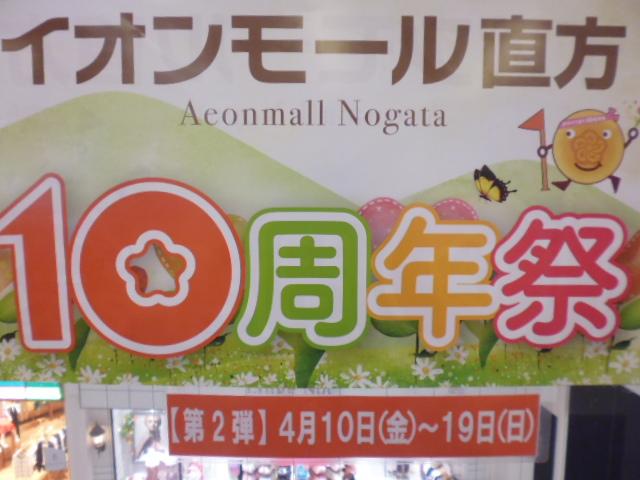 イオンモール直方
Aeonmall Nogata
10周年祭
【第2弾】4月10日(金)~19日(日)